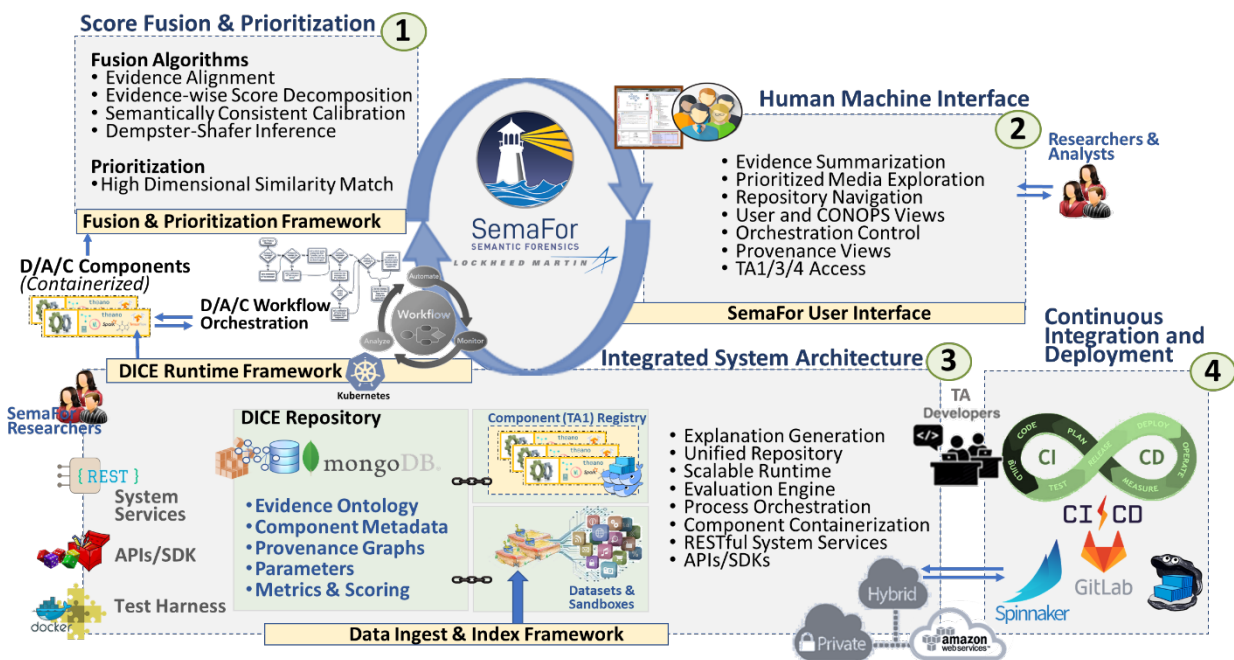 Score Fusion & Prioritization
1
Fusion Algorithms
• Evidence Alignment
• Evidence-wise Score Decomposition
• Semantically Consistent Calibration
• Dempster-Shafer Inference
Prioritization
• High Dimensional Similarity Match
Fusion & Prioritization Framework
D/A/C Components
(Containerized)
theano
theano
Spark
D/A/C Workflow
Orchestration
Automate
Workflow
Analyze
Monitor
SemaFor
SEMANTIC FORENSICS
LOCKHEED MARTIN
Human Machine Interface
2
• Evidence Summarization
• Prioritized Media Exploration
• Repository Navigation
• User and CONOPS Views
• Orchestration Control
• Provenance Views
• TA1/3/4 Access
SemaFor User Interface
Researchers &
Analysts
DICE Runtime Framework
Kubernetes
Integrated System Architecture
3
SemaFor
Researchers
{ REST }
System
Services
APIs/SDK
Test Harness
docker
DICE Repository
mongoDB.
• Evidence Ontology
• Component Metadata
• Provenance Graphs
• Parameters
• Metrics & Scoring
Component (TA1) Registry
theano
Datasets
& Sandboxes
Data Ingest & Index Framework
• Explanation Generation
• Unified Repository
• Scalable Runtime
• Evaluation Engine
• Process Orchestration
• Component Containerization
• RESTful System Services
• APIs/SDKs
Hybrid
Private
amazon
web services™
Continuous
Integration and
Deployment
4
TA
Developers
</>
CODE
PLAN
BUILD
TEST
CI
RELEASE
DEPLOY
OPERATE
MEASURE
CD
CI CD
Spinnaker
GitLab